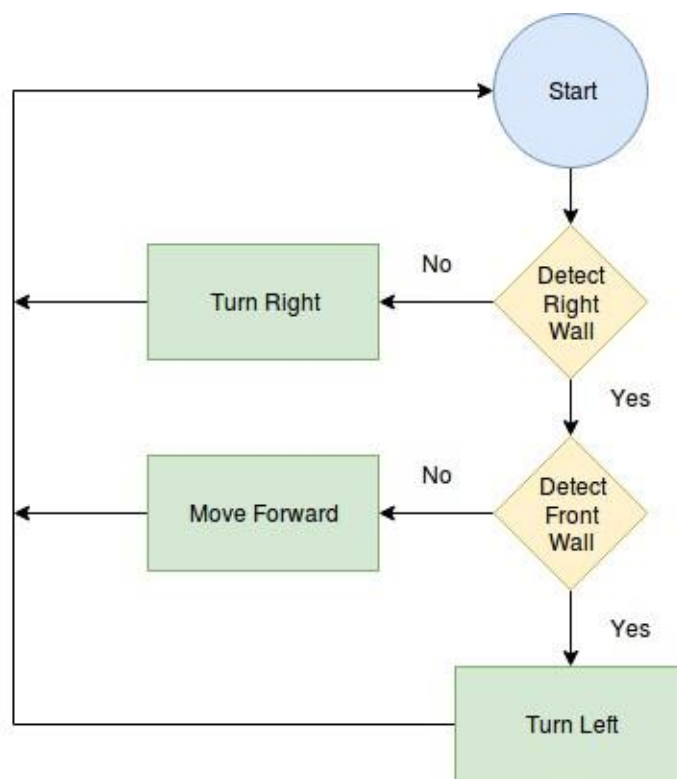 Start
No
Turn Right
Detect
Right
Wall
Yes
No
Move Forward
Detect
Front
Wall
Yes
Turn Left